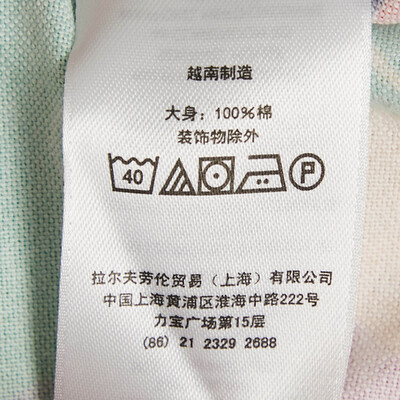 越南制造
大身：100%棉
装饰物除外
40 P
拉尔夫劳伦贸易（上海）有限公司
中国上海黄浦区淮海中路222号
力宝广场第15层
(86) 21 2329 2688